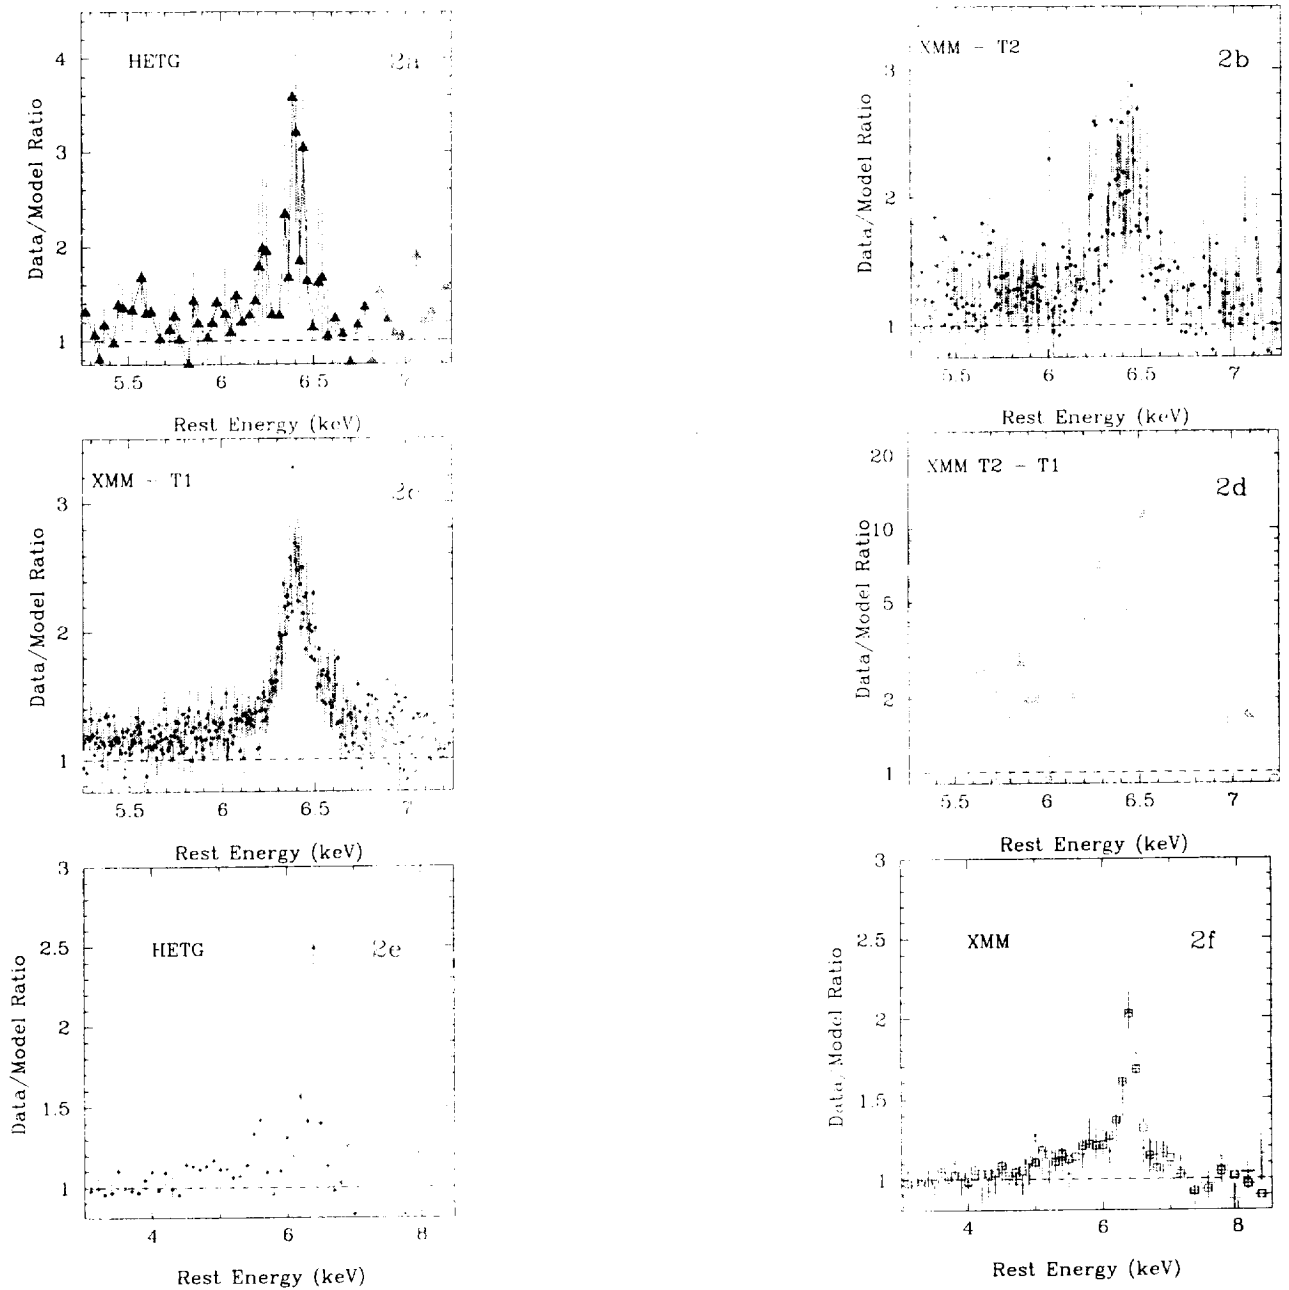 HETG 2a
4
3
2
1
Data/Model Ratio
5.5 6 6.5 7
Rest Energy (keV)
XMM - T2 2b
3
2
1
Data/Model Ratio
5.5 6 6.5 7
Rest Energy (keV)
XMM - T1 2c
3
2
1
Data/Model Ratio
5.5 6 6.5 7
Rest Energy (keV)
XMM T2 - T1 2d
20
10
5
2
1
Data/Model Ratio
5.5 6 6.5 7
Rest Energy (keV)
HETG 2e
3
2.5
2
1.5
1
Data/Model Ratio
4 6 8
Rest Energy (keV)
XMM 2f
3
2.5
2
1.5
1
Data/Model Ratio
4 6 8
Rest Energy (keV)